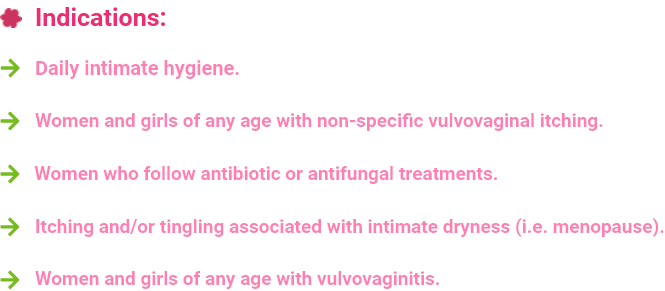 Indications:
Daily intimate hygiene.
Women and girls of any age with non-specific vulvovaginal itching.
Women who follow antibiotic or antifungal treatments.
Itching and/or tingling associated with intimate dryness (i.e. menopause).
Women and girls of any age with vulvovaginitis.